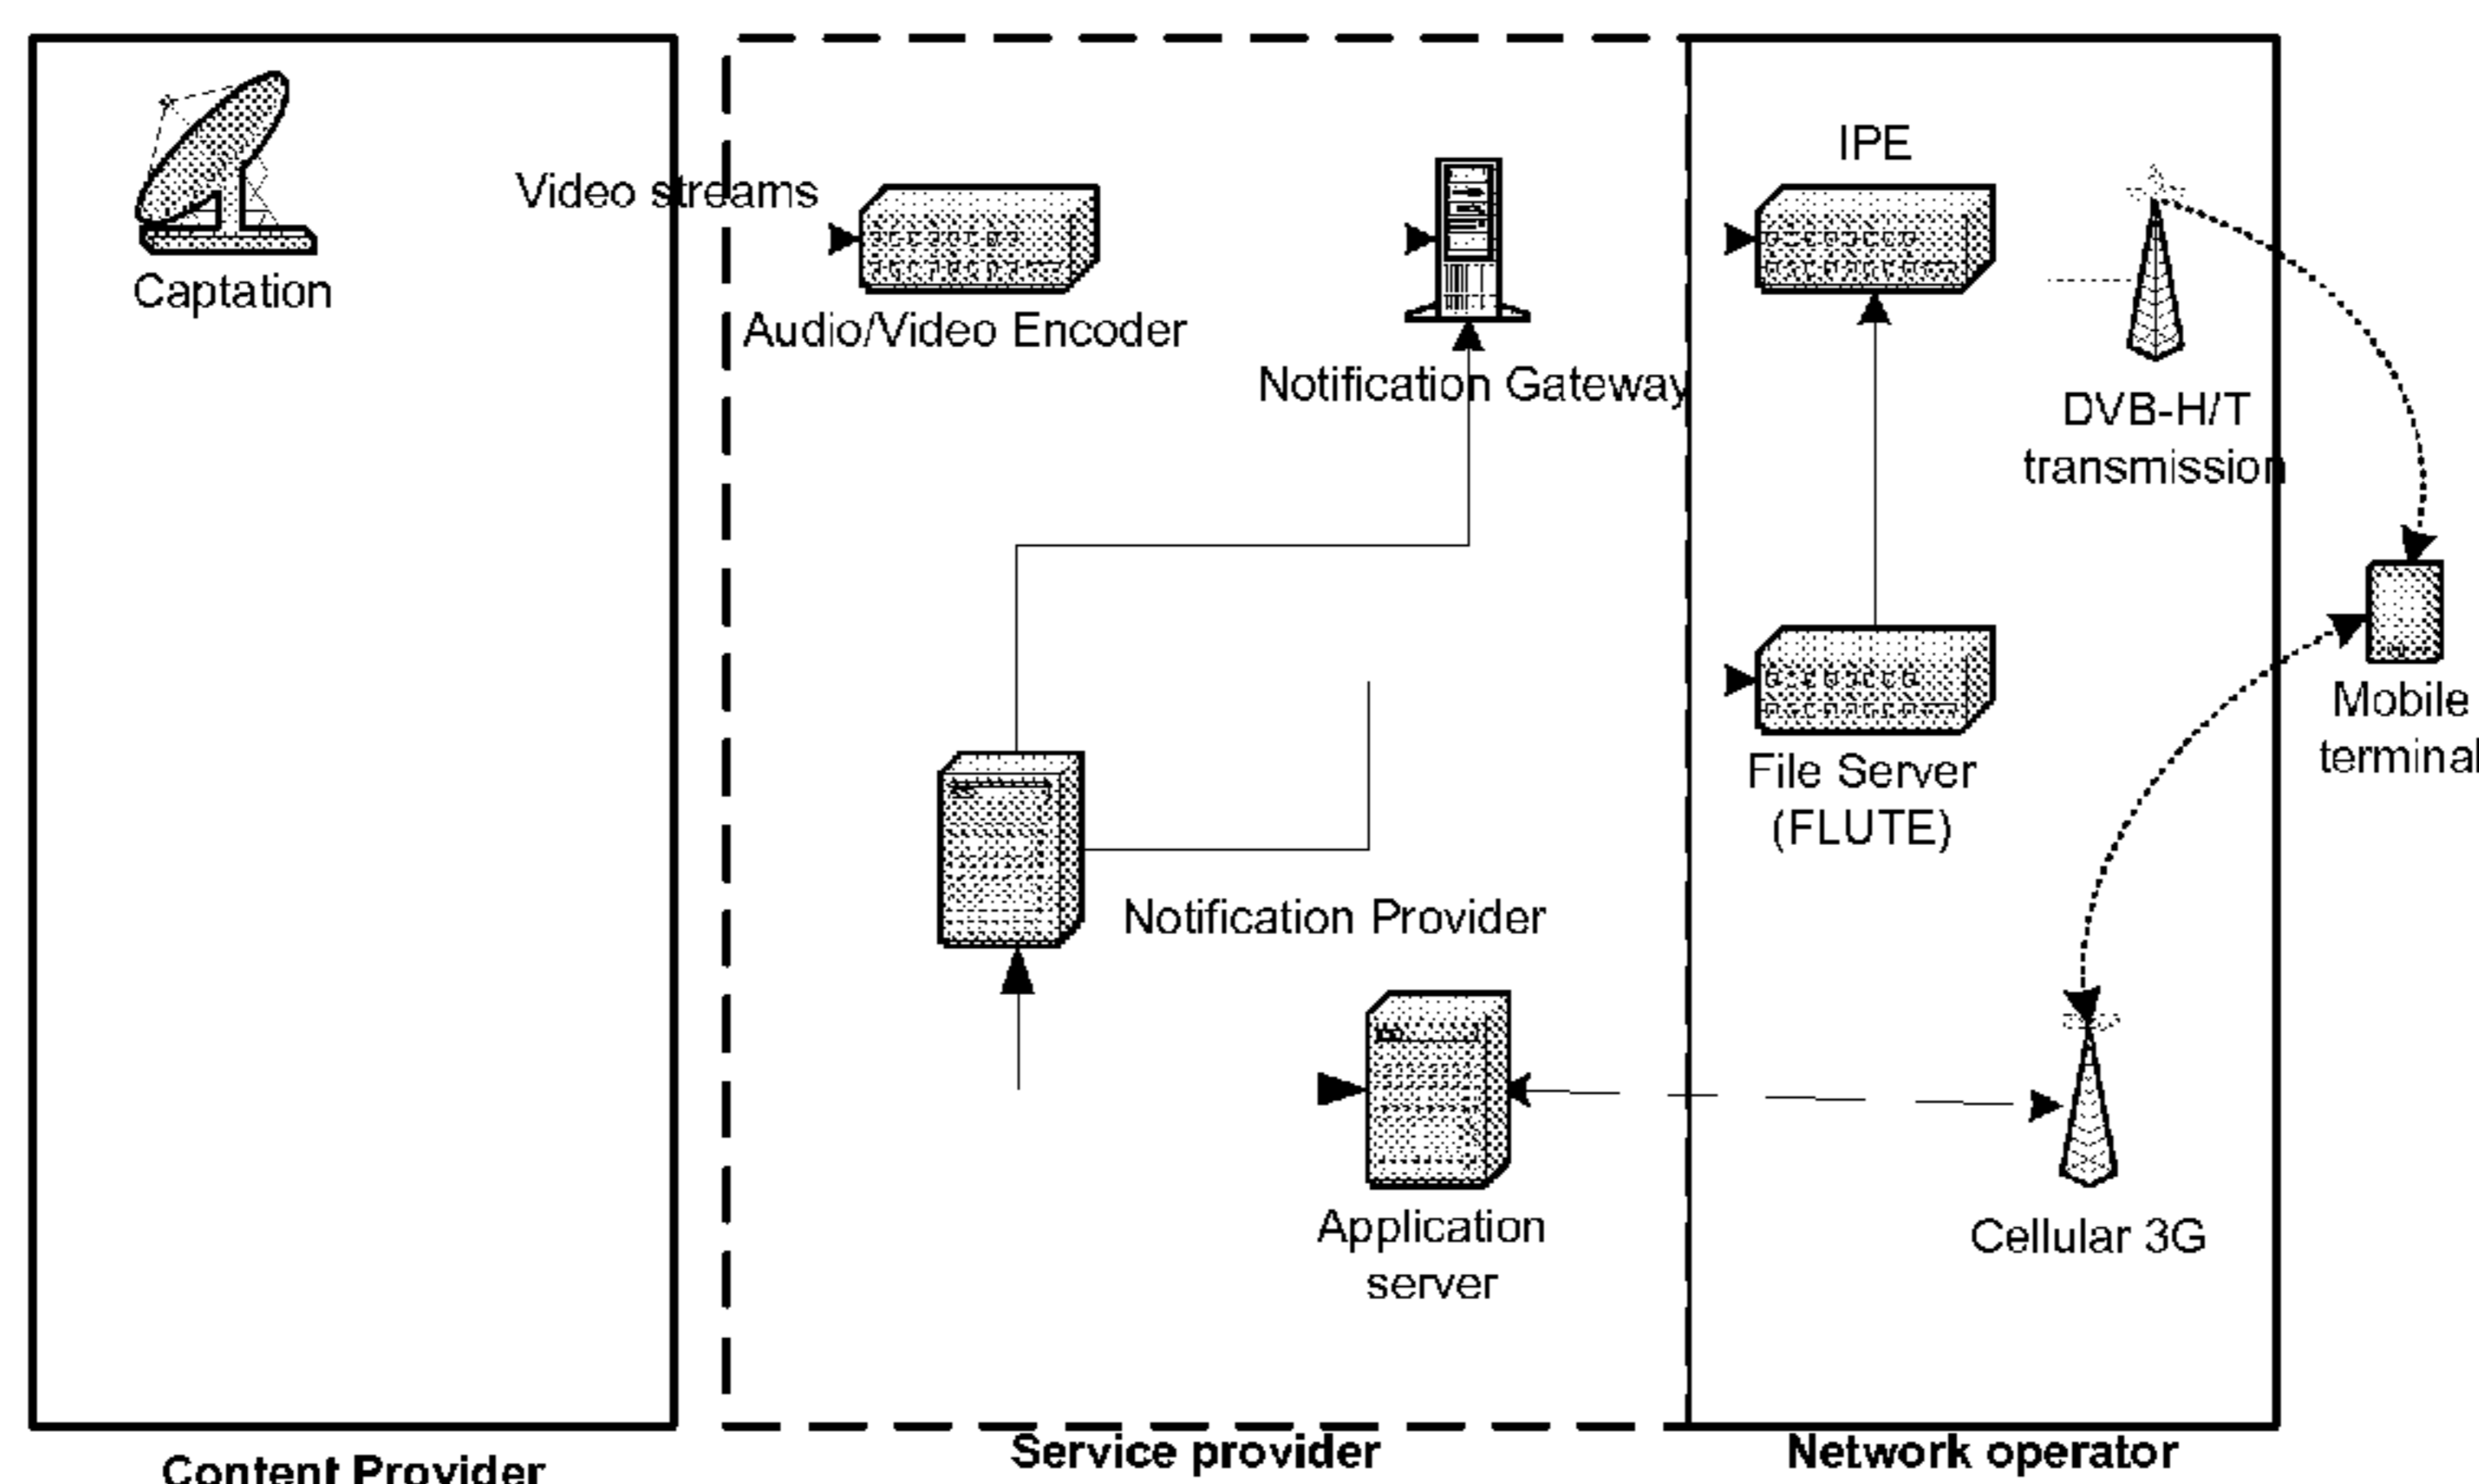 Captation
Video streams
Audio/Video Encoder
Notification Gateway
IPE
DVB-H/T
transmission
Mobile
terminal
File Server
(FLUTE)
Notification Provider
Application
server
Cellular 3G
Content Provider
Service provider
Network operator